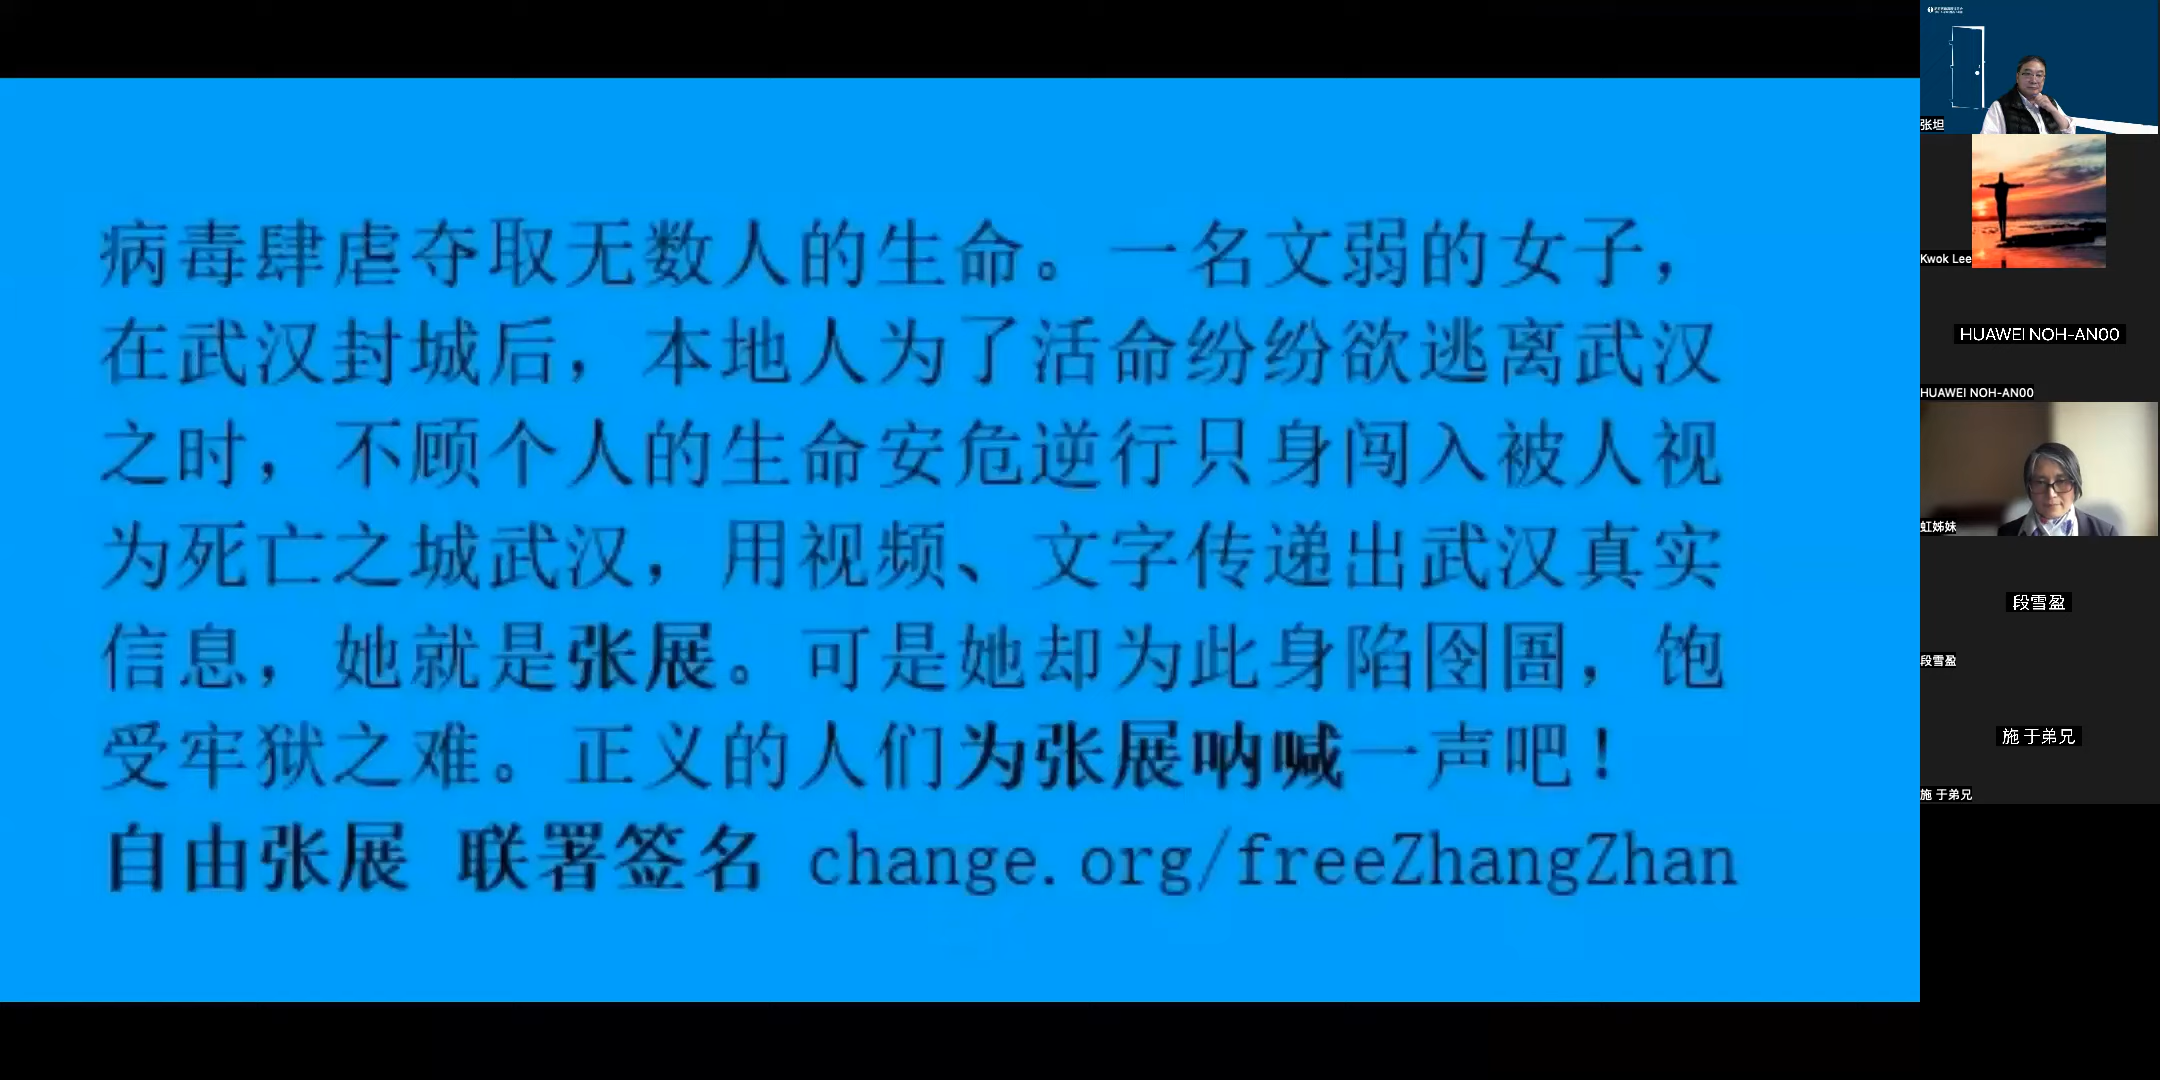 病毒肆虐夺取无数人的生命。一名文弱的女子，
在武汉封城后，本地人为了活命纷纷欲逃离武汉
之时，不顾个人的生命安危逆行只身闯入被人视
为死亡之城武汉，用视频、文字传递出武汉真实
信息，她就是张展。可是她却为此身陷囹圄，饱
受牢狱之难。正义的人们为张展呐喊一声吧！
自由张展 联署签名 change.org/freeZhangZhan
张坦
Kwok Lee
HUAWEI NOH-AN00
HUAWEI NOH-AN00
虹姊妹
段雪盈
段雪盈
施 于弟兄
施 于弟兄